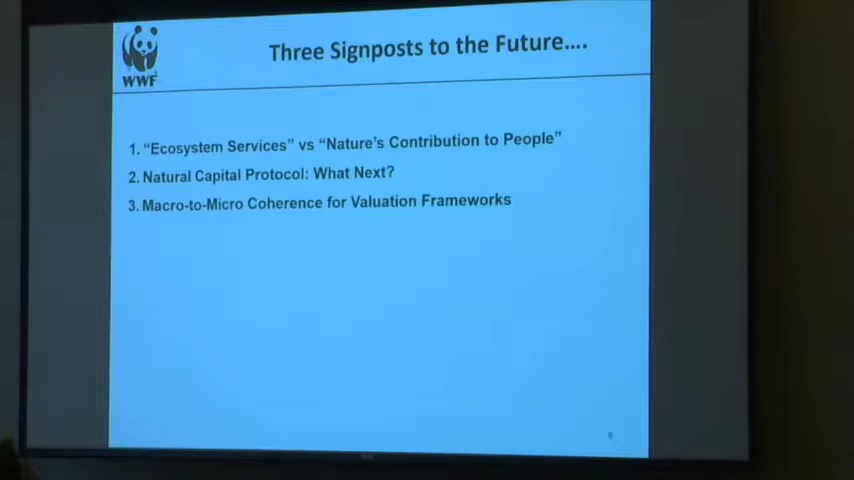 Three Signposts to the Future....
WWF
1. “Ecosystem Services” vs “Nature’s Contribution to People”
2. Natural Capital Protocol: What Next?
3. Macro-to-Micro Coherence for Valuation Frameworks